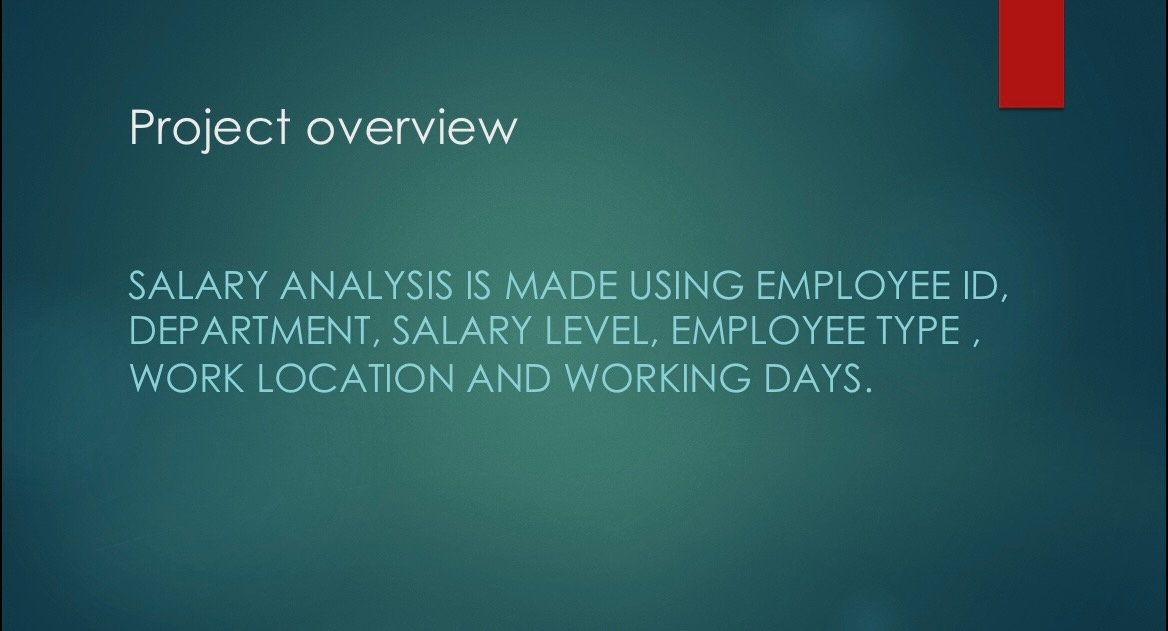 Project overview
SALARY ANALYSIS IS MADE USING EMPLOYEE ID,
DEPARTMENT, SALARY LEVEL, EMPLOYEE TYPE ,
WORK LOCATION AND WORKING DAYS.